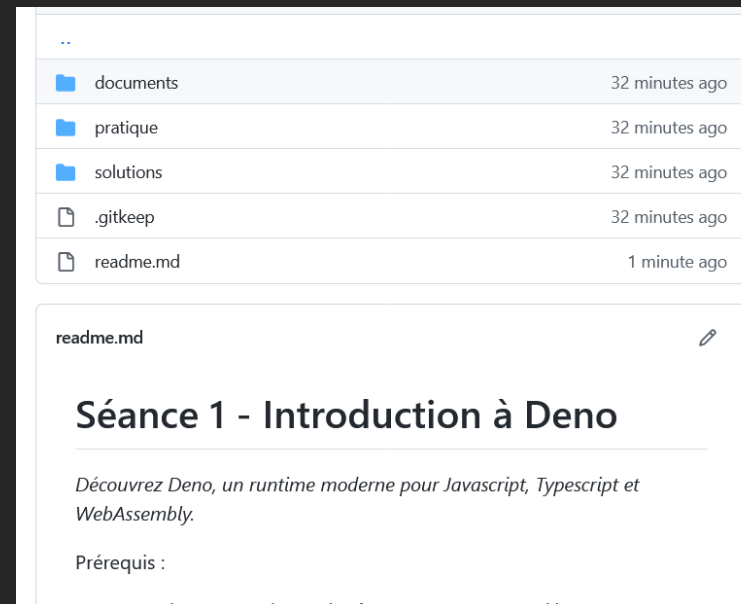 ..
documents 32 minutes ago
pratique 32 minutes ago
solutions 32 minutes ago
.gitkeep 32 minutes ago
readme.md 1 minute ago
readme.md
Séance 1 - Introduction à Deno
Découvrez Deno, un runtime moderne pour Javascript, Typescript et
WebAssembly.
Prérequis :